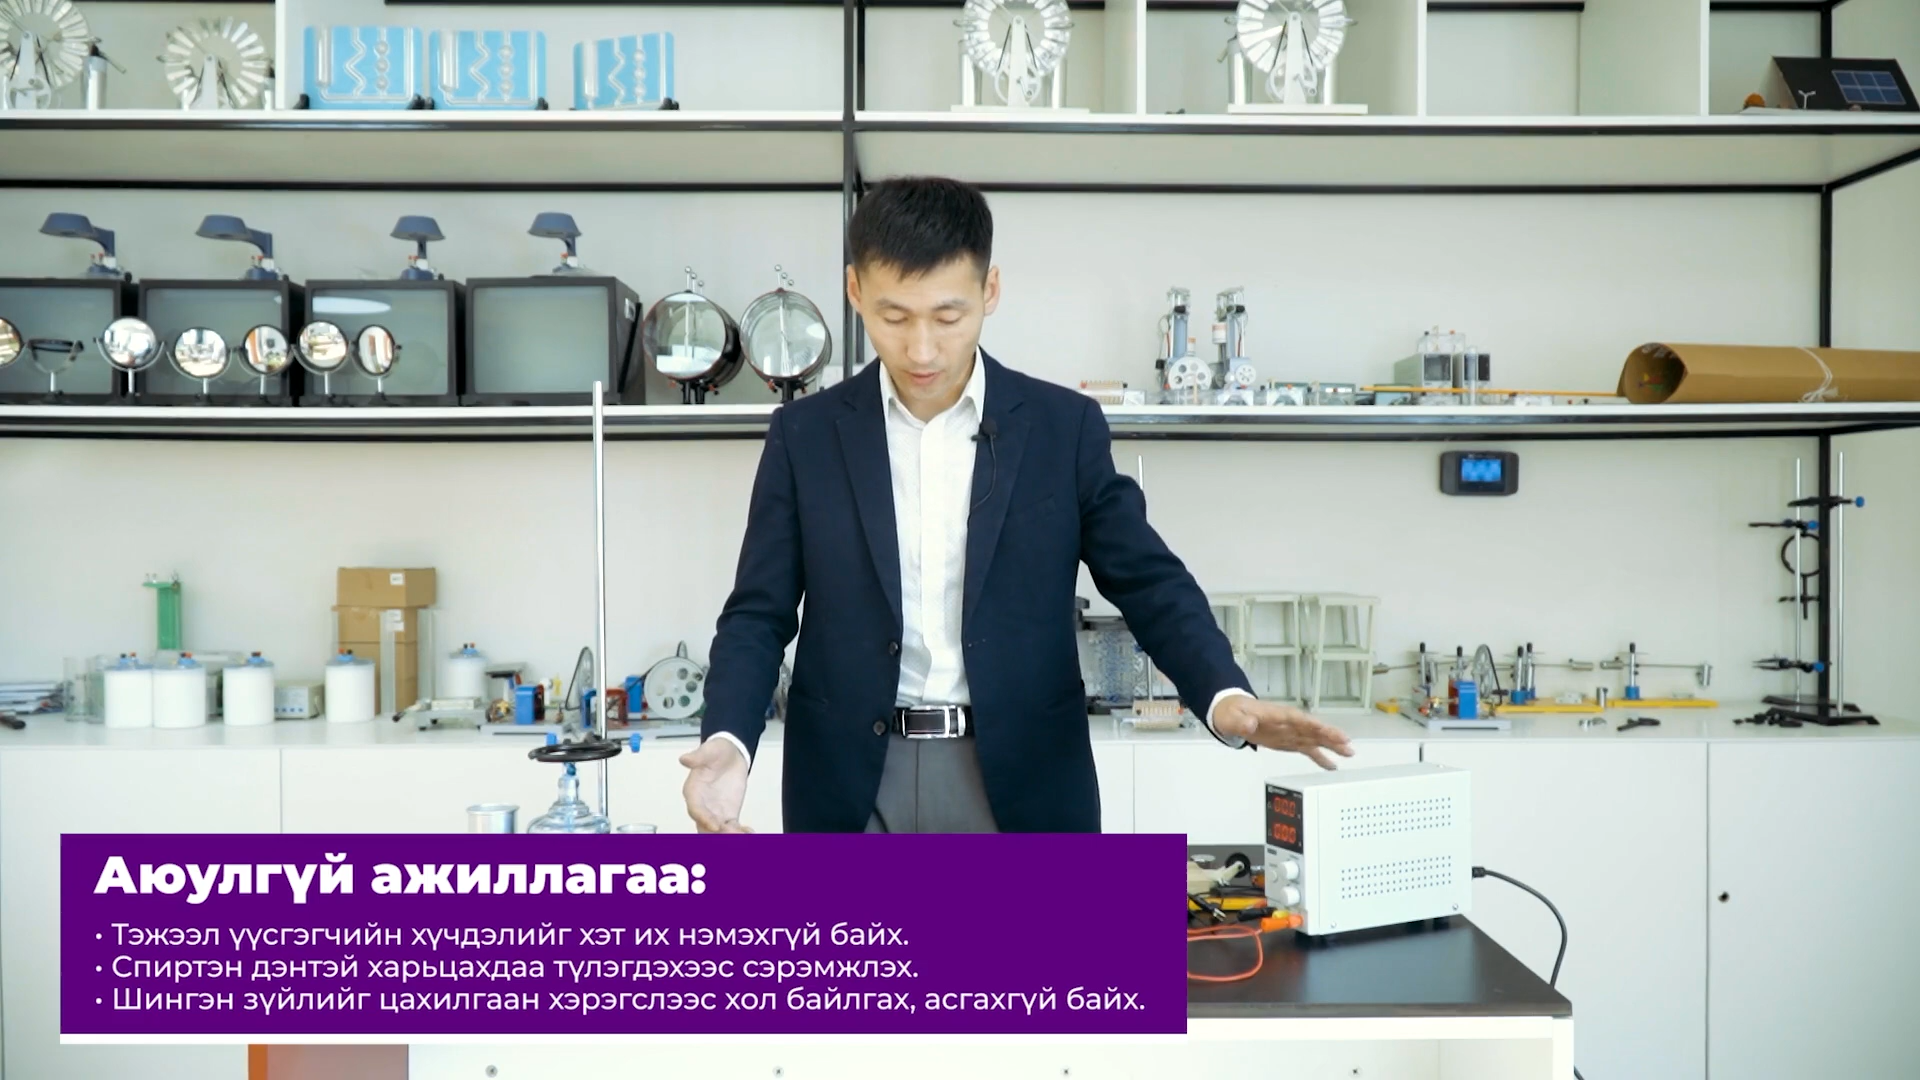 Аюулгүй ажиллагаа:
• Тэжээл үүсгэгчийн хүчдэлийг хэт их нэмэхгүй байх.
• Спиртэн дэнтэй харьцахдаа түлэгдэхээс сэрэмжлэх.
• Шингэн зүйлийг цахилгаан хэрэгслээс хол байлгах, асгахгүй байх.